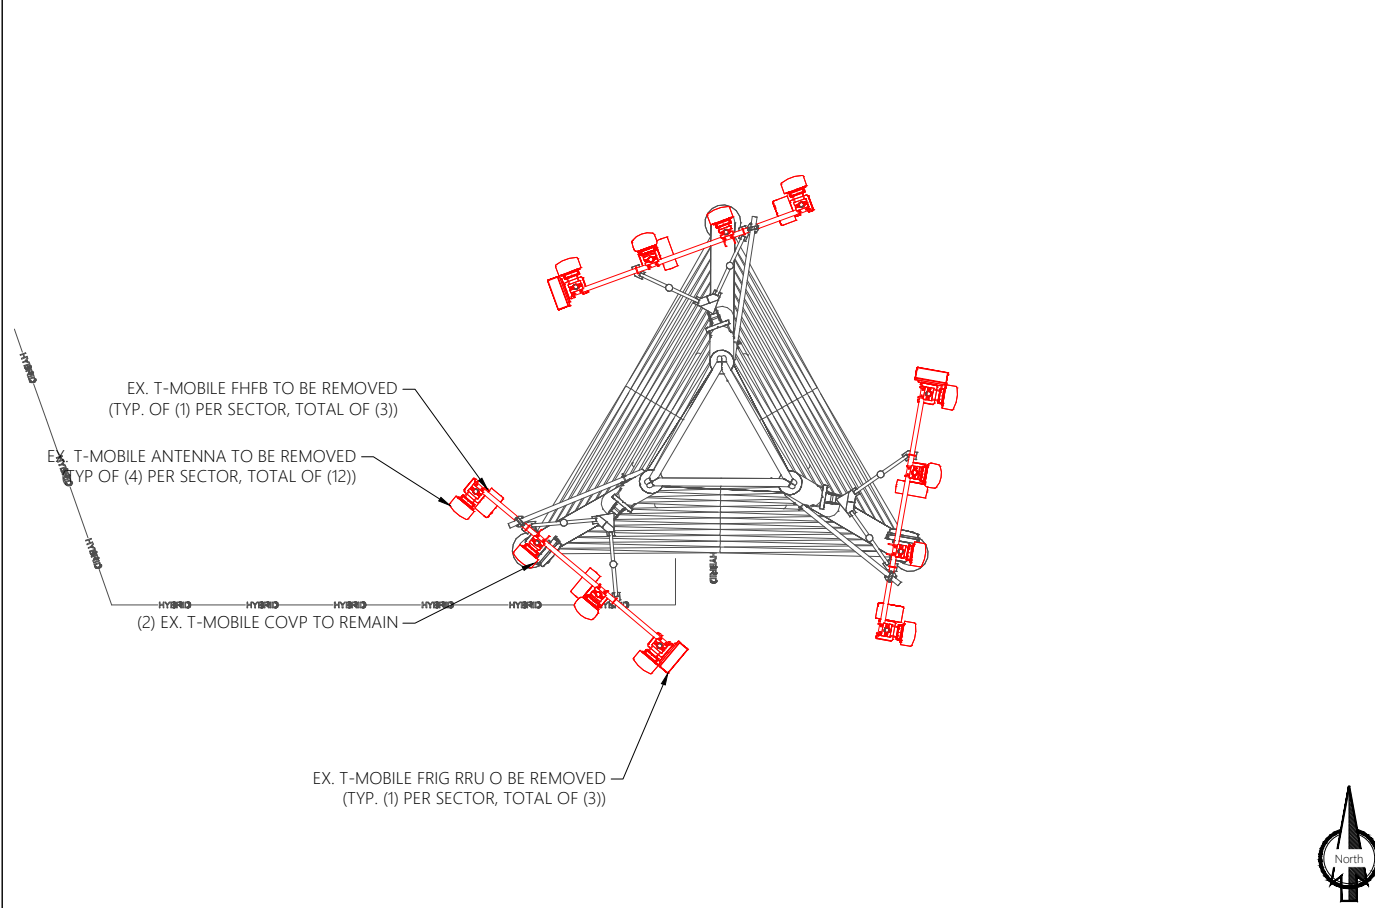 EX. T-MOBILE FHFB TO BE REMOVED
(TYP. OF (1) PER SECTOR, TOTAL OF (3))
EX. T-MOBILE ANTENNA TO BE REMOVED
(TYP OF (4) PER SECTOR, TOTAL OF (12))
(2) EX. T-MOBILE COVP TO REMAIN
EX. T-MOBILE FRIG RRU O BE REMOVED
(TYP. (1) PER SECTOR, TOTAL OF (3))
HYBRID
HYBRID
HYBRID
HYBRID
HYBRID
HYBRID
HYBRID
HYBRID
HYBRID
HYBRID
North